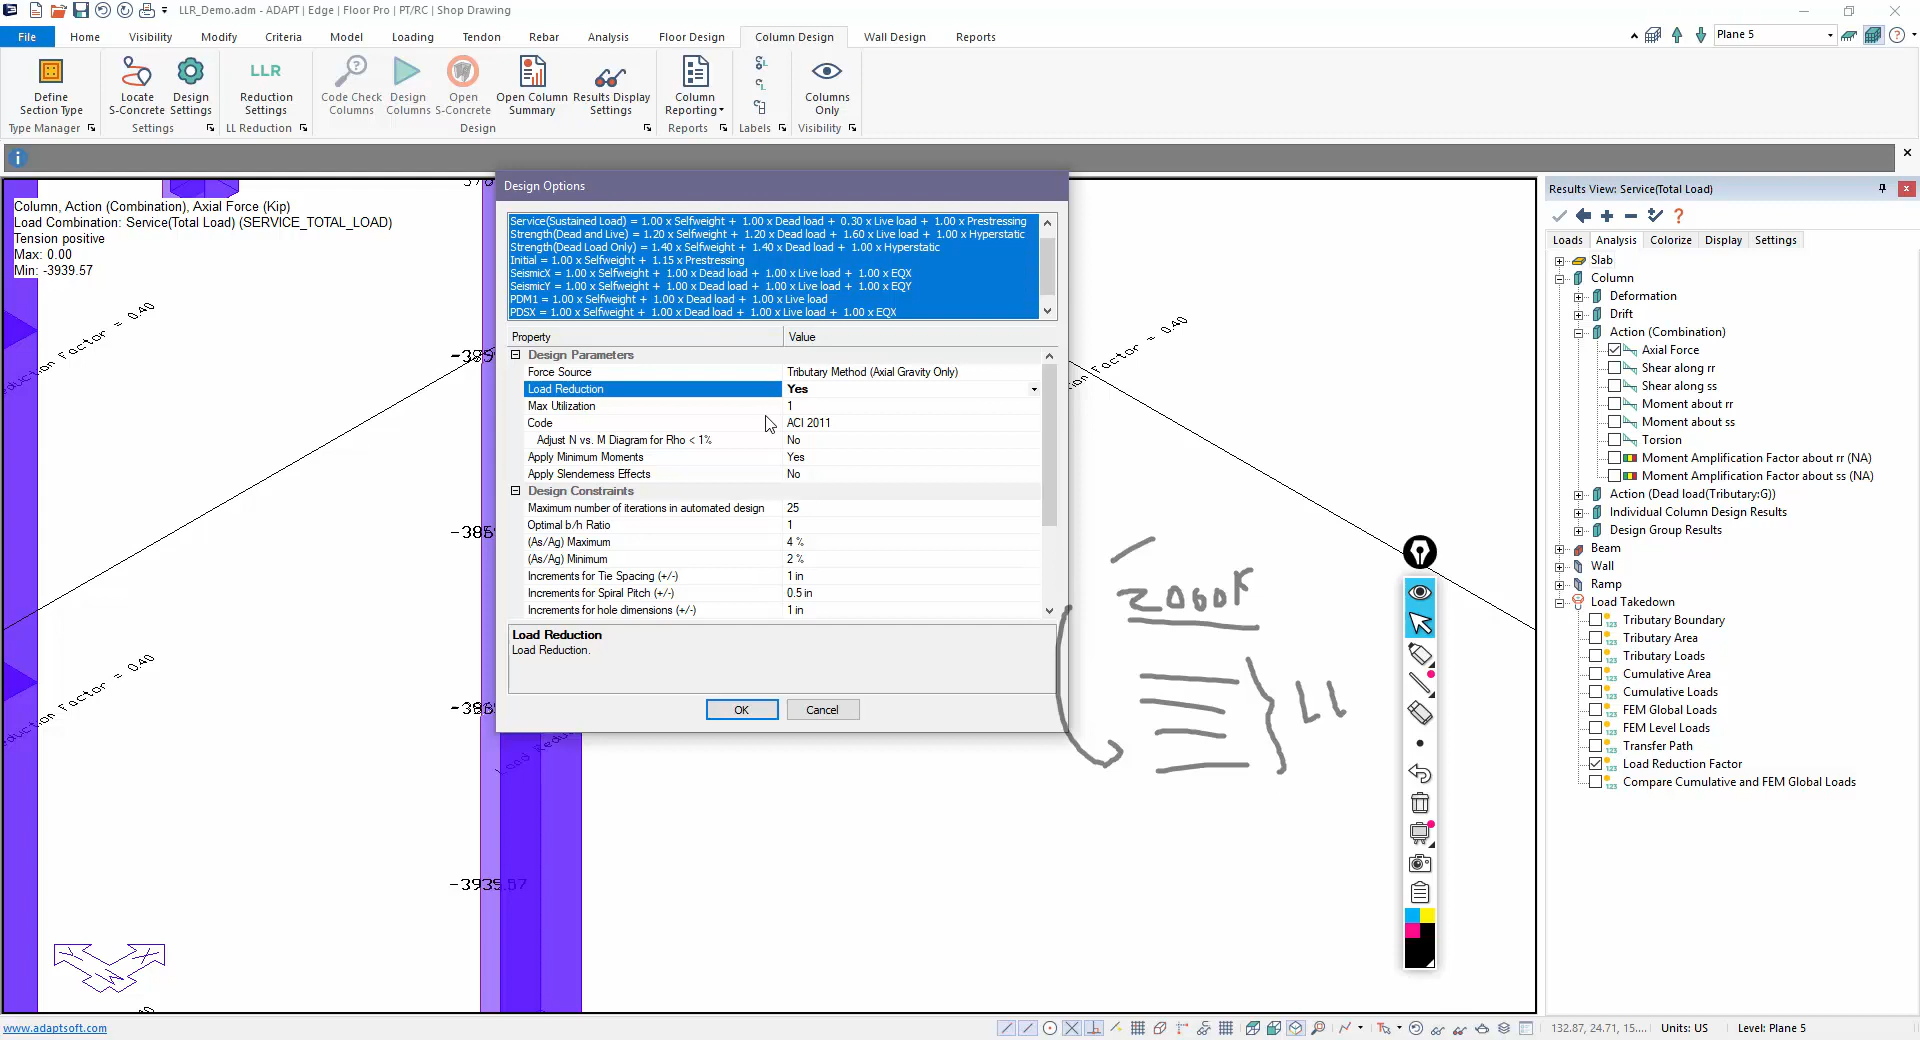 LLR_Demo.adm - ADAPT | Edge | Floor Pro | PT/RC | Shop Drawing
File Home Visibility Modify Criteria Model Loading Tendon Rebar Analysis Floor Design Column Design Wall Design Reports
Plane 5
LLR
Define Section Type
Locate S-Concrete
Design Settings
Reduction Settings
Code Check Columns
Design Columns
Open S-Concrete
Open Column Summary
Results Display Settings
Column Reporting
Columns Only
Type Manager Settings LL Reduction Design Reports Labels Visibility
Column, Action (Combination), Axial Force (Kip)
Load Combination: Service(Total Load) (SERVICE_TOTAL_LOAD)
Tension positive
Max: 0.00
Min: -3939.57
Factor = 0.40
Factor = 0.40
Factor = 0.40
-3939.57
Design Options
Service(Sustained Load) = 1.00 x Selfweight + 1.00 x Dead load + 0.30 x Live load + 1.00 x Prestressing
Strength(Dead and Live) = 1.20 x Selfweight + 1.20 x Dead load + 1.60 x Live load + 1.00 x Hyperstatic
Strength(Dead Load Only) = 1.40 x Selfweight + 1.40 x Dead load + 1.00 x Hyperstatic
Initial = 1.00 x Selfweight + 1.15 x Prestressing
SeismicX = 1.00 x Selfweight + 1.00 x Dead load + 1.00 x Live load + 1.00 x EQX
SeismicY = 1.00 x Selfweight + 1.00 x Dead load + 1.00 x Live load + 1.00 x EQY
PDM1 = 1.00 x Selfweight + 1.00 x Dead load + 1.00 x Live load
PDSX = 1.00 x Selfweight + 1.00 x Dead load + 1.00 x Live load + 1.00 x EQX
Property Value
Design Parameters
Force Source Tributary Method (Axial Gravity Only)
Load Reduction Yes
Max Utilization 1
Code ACI 2011
Adjust N vs. M Diagram for Rho < 1% No
Apply Minimum Moments Yes
Apply Slenderness Effects No
Design Constraints
Maximum number of iterations in automated design 25
Optimal b/h Ratio 1
(As/Ag) Maximum 4 %
(As/Ag) Minimum 2 %
Increments for Tie Spacing (+/-) 1 in
Increments for Spiral Pitch (+/-) 0.5 in
Increments for hole dimensions (+/-) 1 in
Load Reduction
Load Reduction.
OK Cancel
2000K
LL
Results View: Service(Total Load)
Loads Analysis Colorize Display Settings
Slab
Column
Deformation
Drift
Action (Combination)
Axial Force
Shear along rr
Shear along ss
Moment about rr
Moment about ss
Torsion
Moment Amplification Factor about rr (NA)
Moment Amplification Factor about ss (NA)
Action (Dead load(Tributary:G))
Individual Column Design Results
Design Group Results
Beam
Wall
Ramp
Load Takedown
Tributary Boundary
Tributary Area
Tributary Loads
Cumulative Area
Cumulative Loads
FEM Global Loads
FEM Level Loads
Transfer Path
Load Reduction Factor
Compare Cumulative and FEM Global Loads
www.adaptsoft.com
132.87, 24.71, 15.... Units: US Level: Plane 5